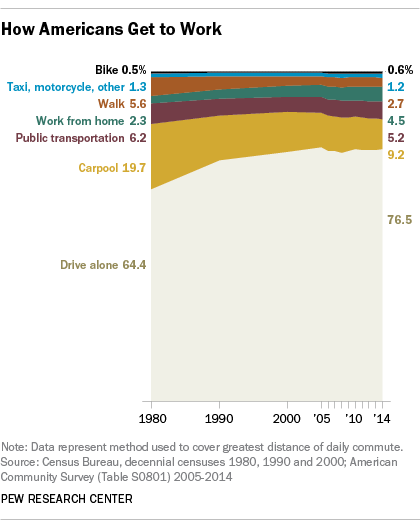 How Americans Get to Work
Bike 0.5% 0.6%
Taxi, motorcycle, other 1.3 1.2
Walk 5.6 2.7
Work from home 2.3 4.5
Public transportation 6.2 5.2
Carpool 19.7 9.2
Drive alone 64.4 76.5
1980 1990 2000 '05 '10 '14
Note: Data represent method used to cover greatest distance of daily commute.
Source: Census Bureau, decennial censuses 1980, 1990 and 2000; American
Community Survey (Table S0801) 2005-2014
PEW RESEARCH CENTER